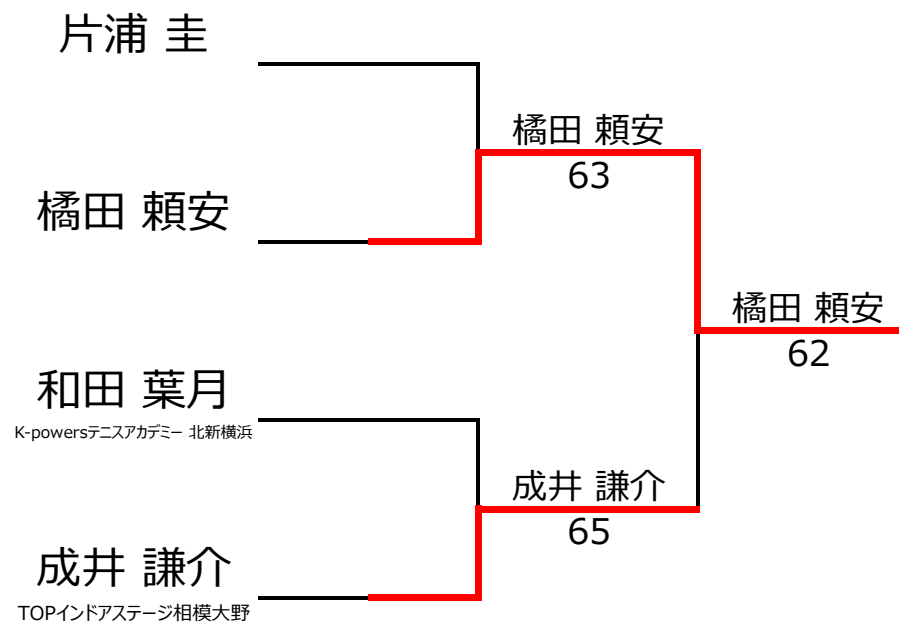 片浦 圭
橘田 頼安
63
橘田 頼安
橘田 頼安
62
和田 葉月
K-powersテニスアカデミー 北新横浜
成井 謙介
65
成井 謙介
TOPインドアステージ相模大野